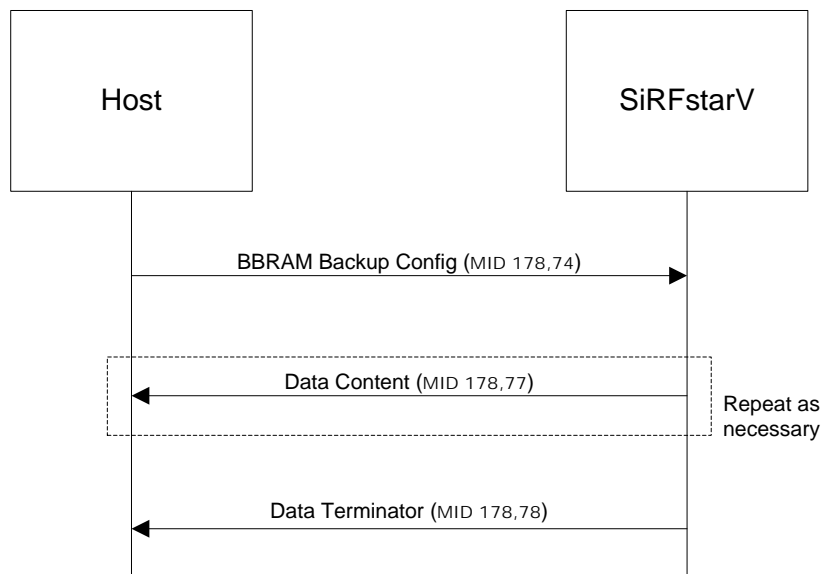 Host
SiRFstarV
BBRAM Backup Config (MID 178,74)
Data Content (MID 178,77)
Repeat as
necessary
Data Terminator (MID 178,78)